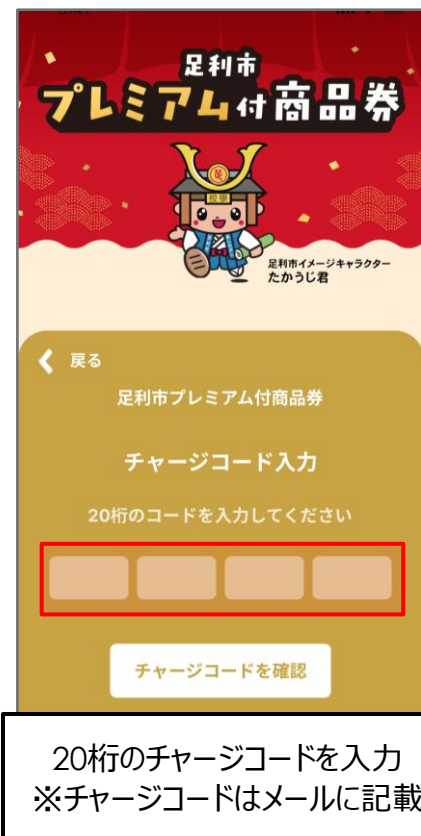 足利市
プレミアム付商品券
足
校學
足利市イメージキャラクター
たかうじ君
戻る
足利市プレミアム付商品券
チャージコード入力
20桁のコードを入力してください
チャージコードを確認
20桁のチャージコードを入力
※チャージコードはメールに記載